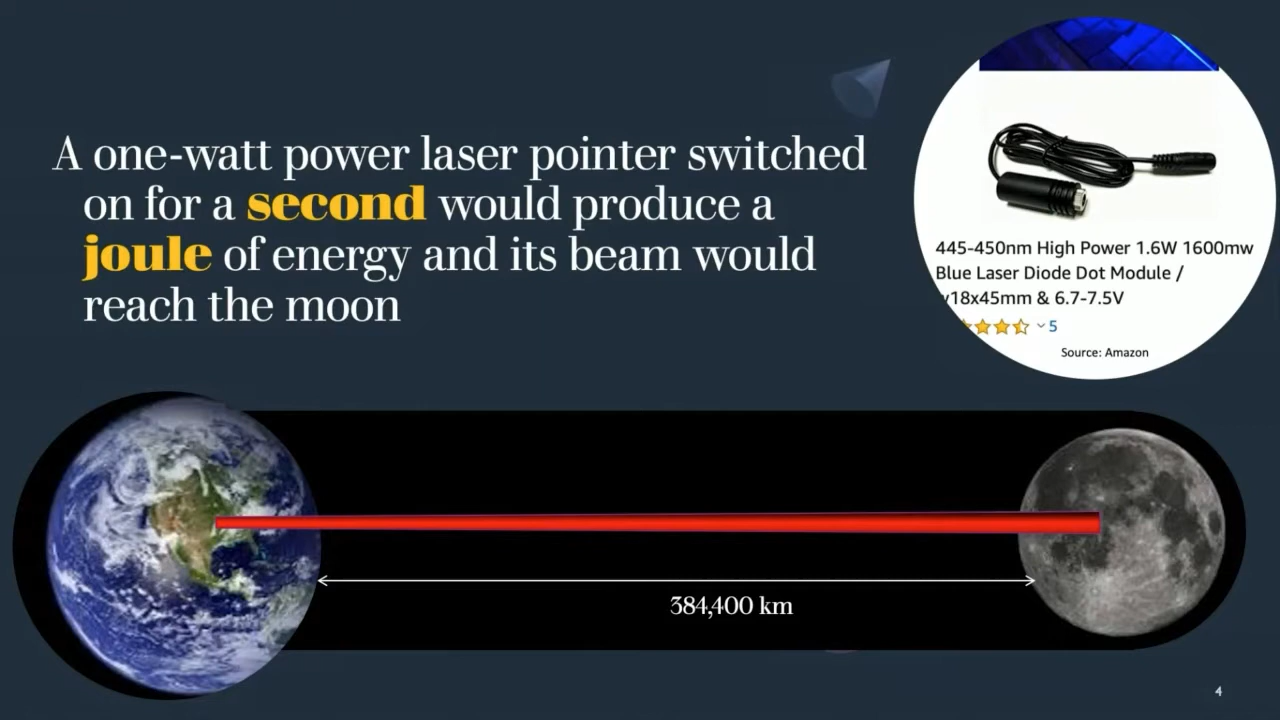 A one-watt power laser pointer switched
on for a second would produce a
joule of energy and its beam would
reach the moon
445-450nm High Power 1.6W 1600mw
Blue Laser Diode Dot Module /
18x45mm & 6.7-7.5V
5
Source: Amazon
384,400 km
4